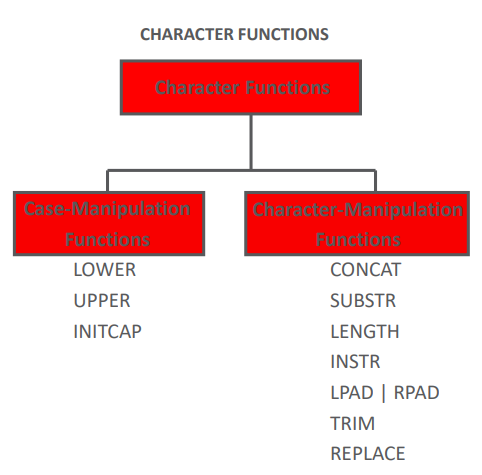 CHARACTER FUNCTIONS
Character Functions
Case-Manipulation
Functions
LOWER
UPPER
INITCAP
Character-Manipulation
Functions
CONCAT
SUBSTR
LENGTH
INSTR
LPAD | RPAD
TRIM
REPLACE